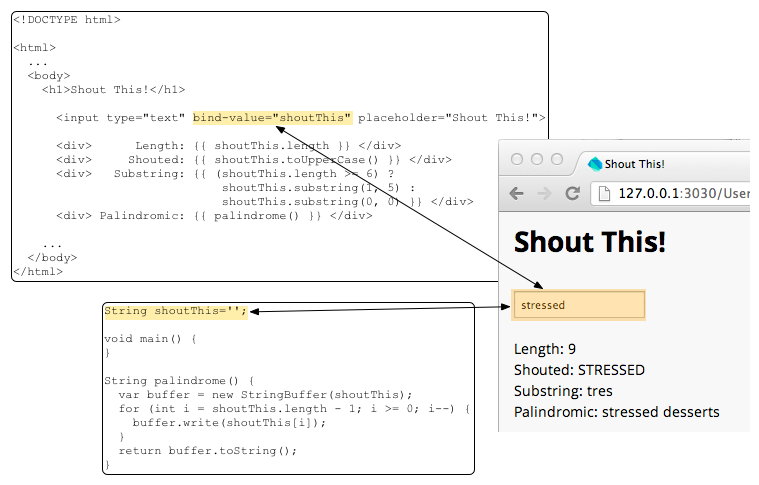 <!DOCTYPE html>
<html>
...
<body>
<h1>Shout This!</h1>
<input type="text" bind-value="shoutThis" placeholder="Shout This!">
<div>      Length: {{ shoutThis.length }} </div>
<div>     Shouted: {{ shoutThis.toUpperCase() }} </div>
<div>   Substring: {{ (shoutThis.length >= 6) ?
shoutThis.substring(1, 5) :
shoutThis.substring(0, 0) }} </div>
<div> Palindromic: {{ palindrome() }} </div>
...
</body>
</html>
String shoutThis='';
void main() {
}
String palindrome() {
var buffer = new StringBuffer(shoutThis);
for (int i = shoutThis.length - 1; i >= 0; i--) {
buffer.write(shoutThis[i]);
}
return buffer.toString();
}
Shout This!
127.0.0.1:3030/User
Shout This!
stressed
Length: 9
Shouted: STRESSED
Substring: tres
Palindromic: stressed desserts